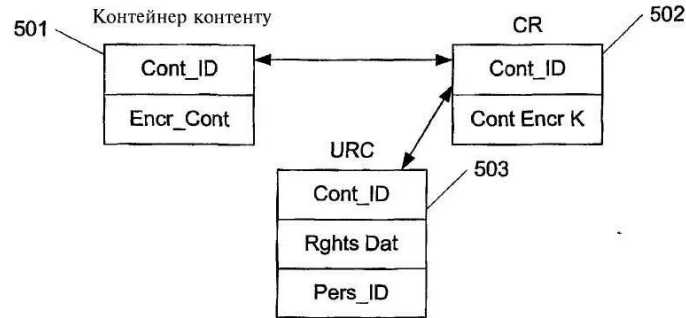 501
Контейнер контенту
CR
502
Cont_ID
Encr_Cont
Cont_ID
Cont Encr K
URC
503
Cont_ID
Rghts Dat
Pers_ID